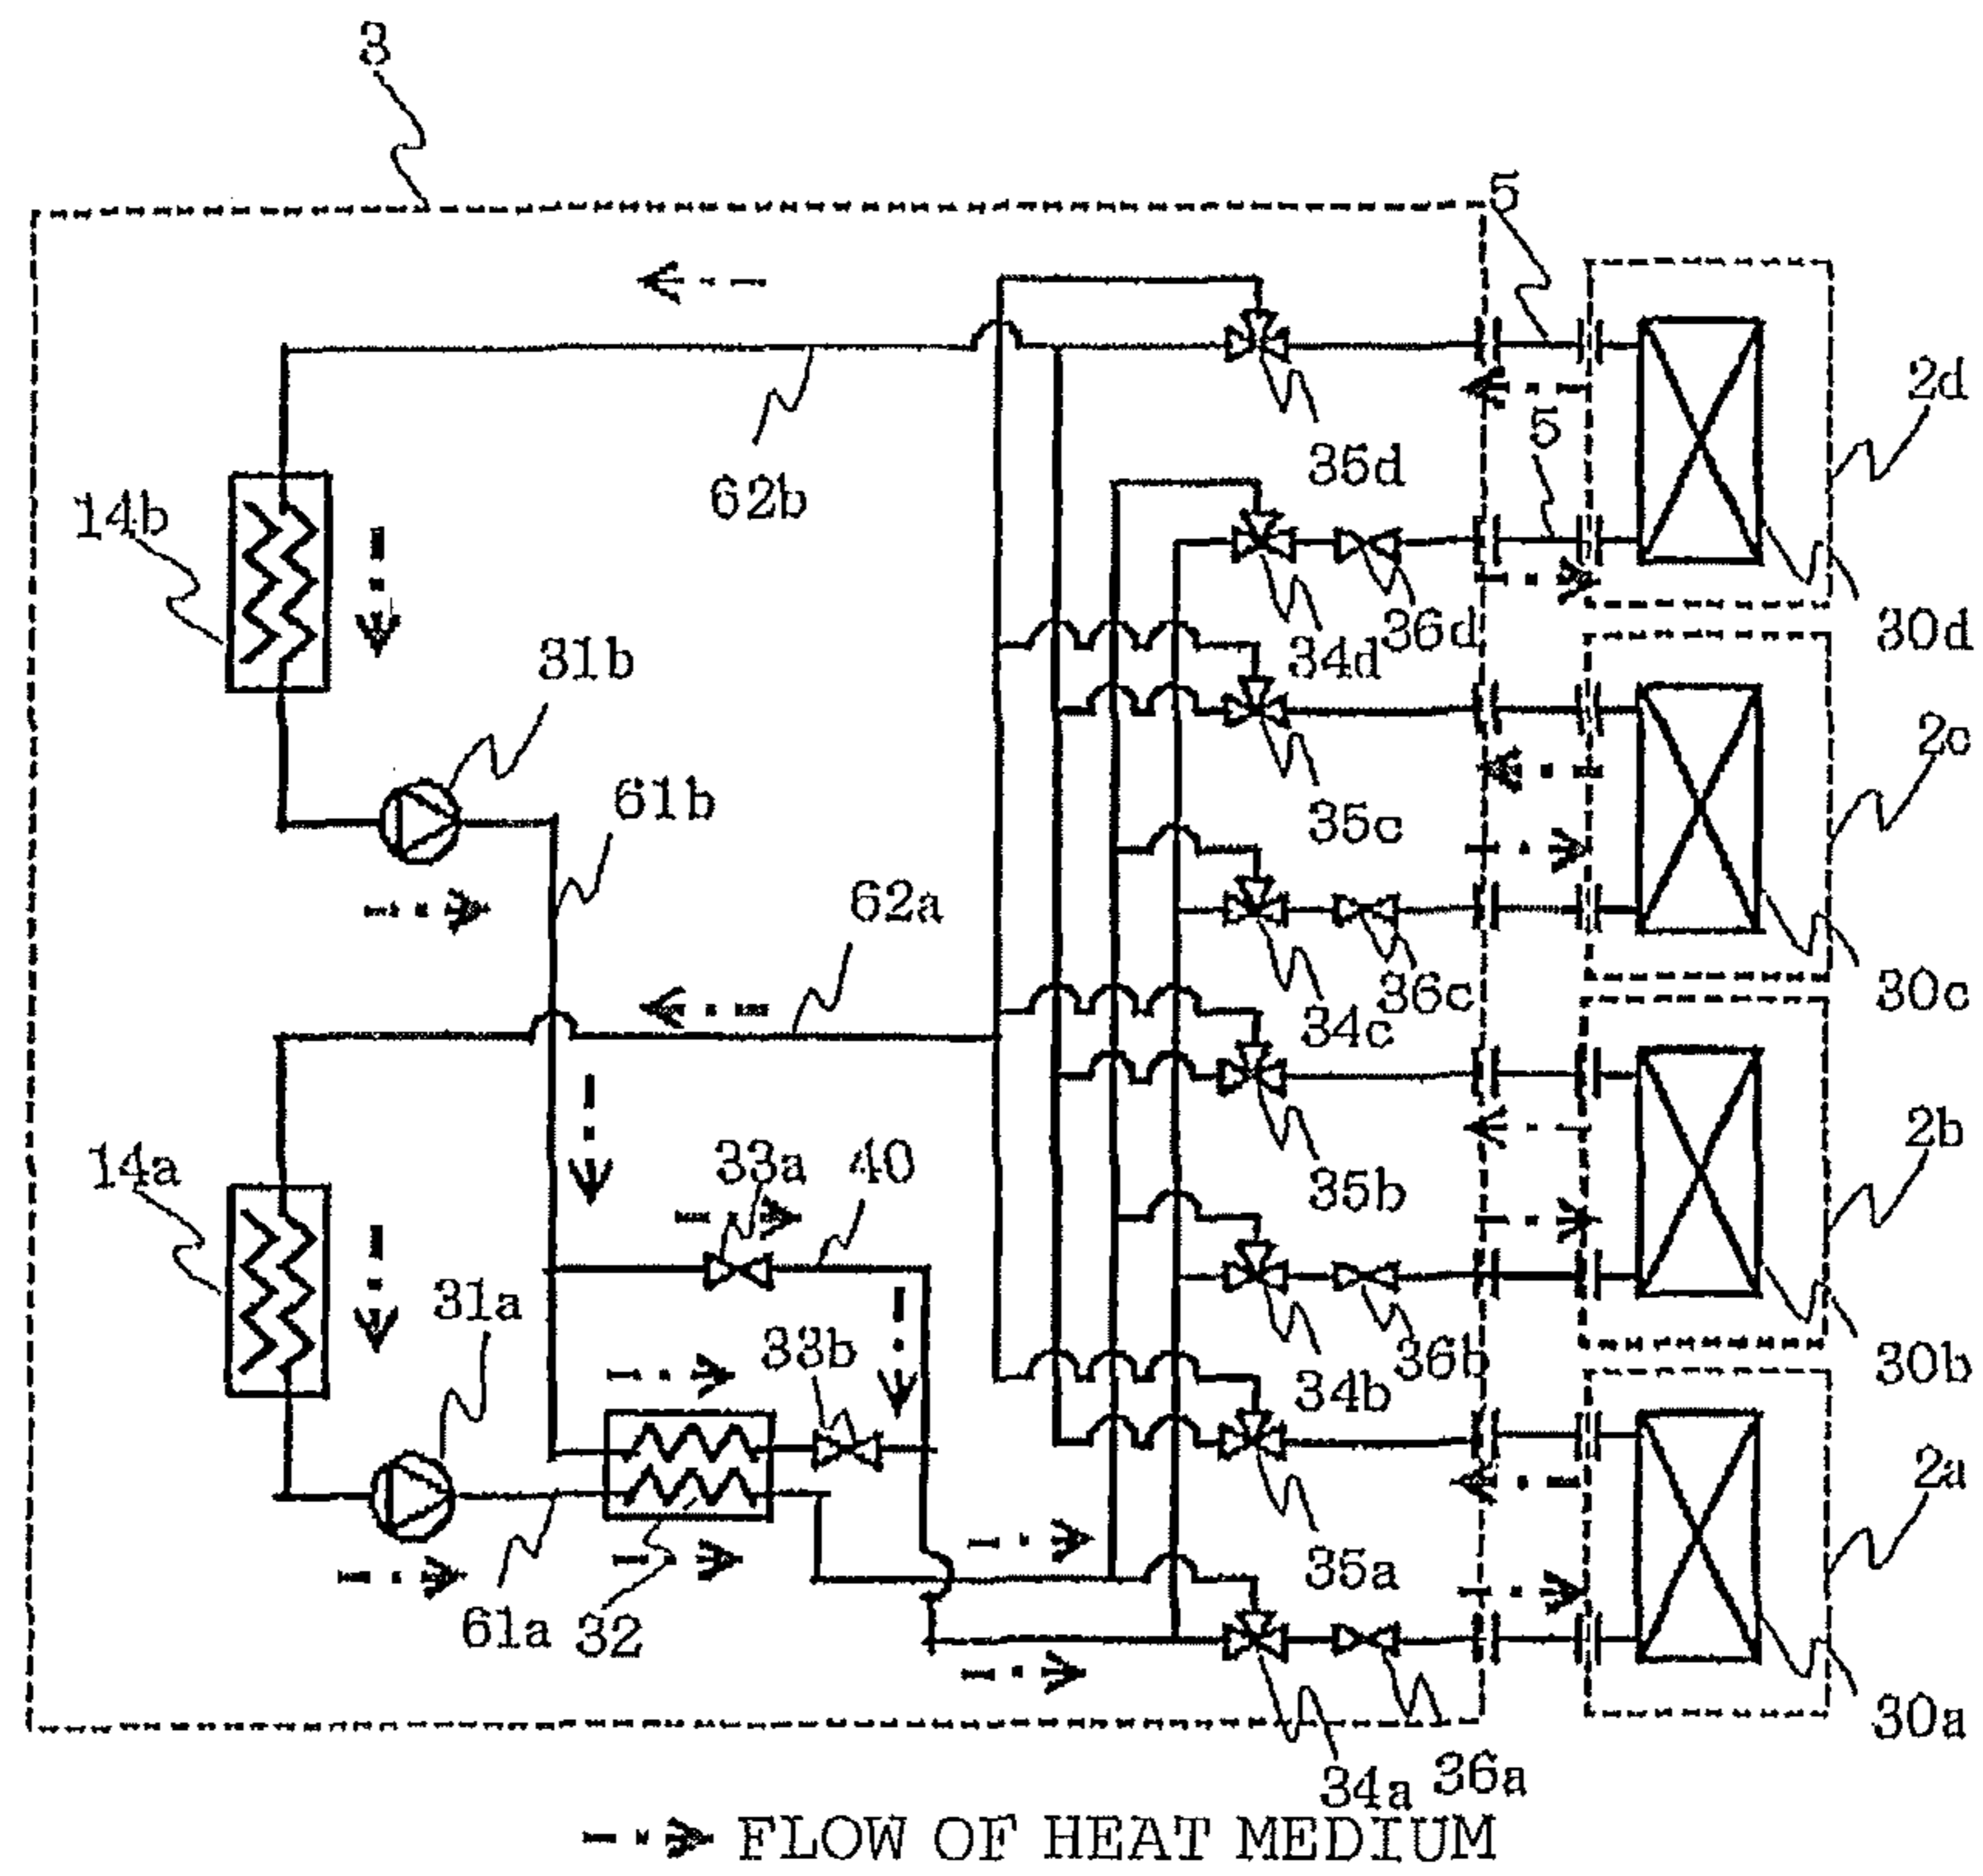 3
5
2d
5
35d
62b
14b
36d
34d
30d
31b
2c
61b
35c
62a
36c
30c
34c
2b
33a
40
14a
35b
31a
33b
36b
30b
34b
2a
35a
61a
32
30a
36a
34a
FLOW OF HEAT MEDIUM